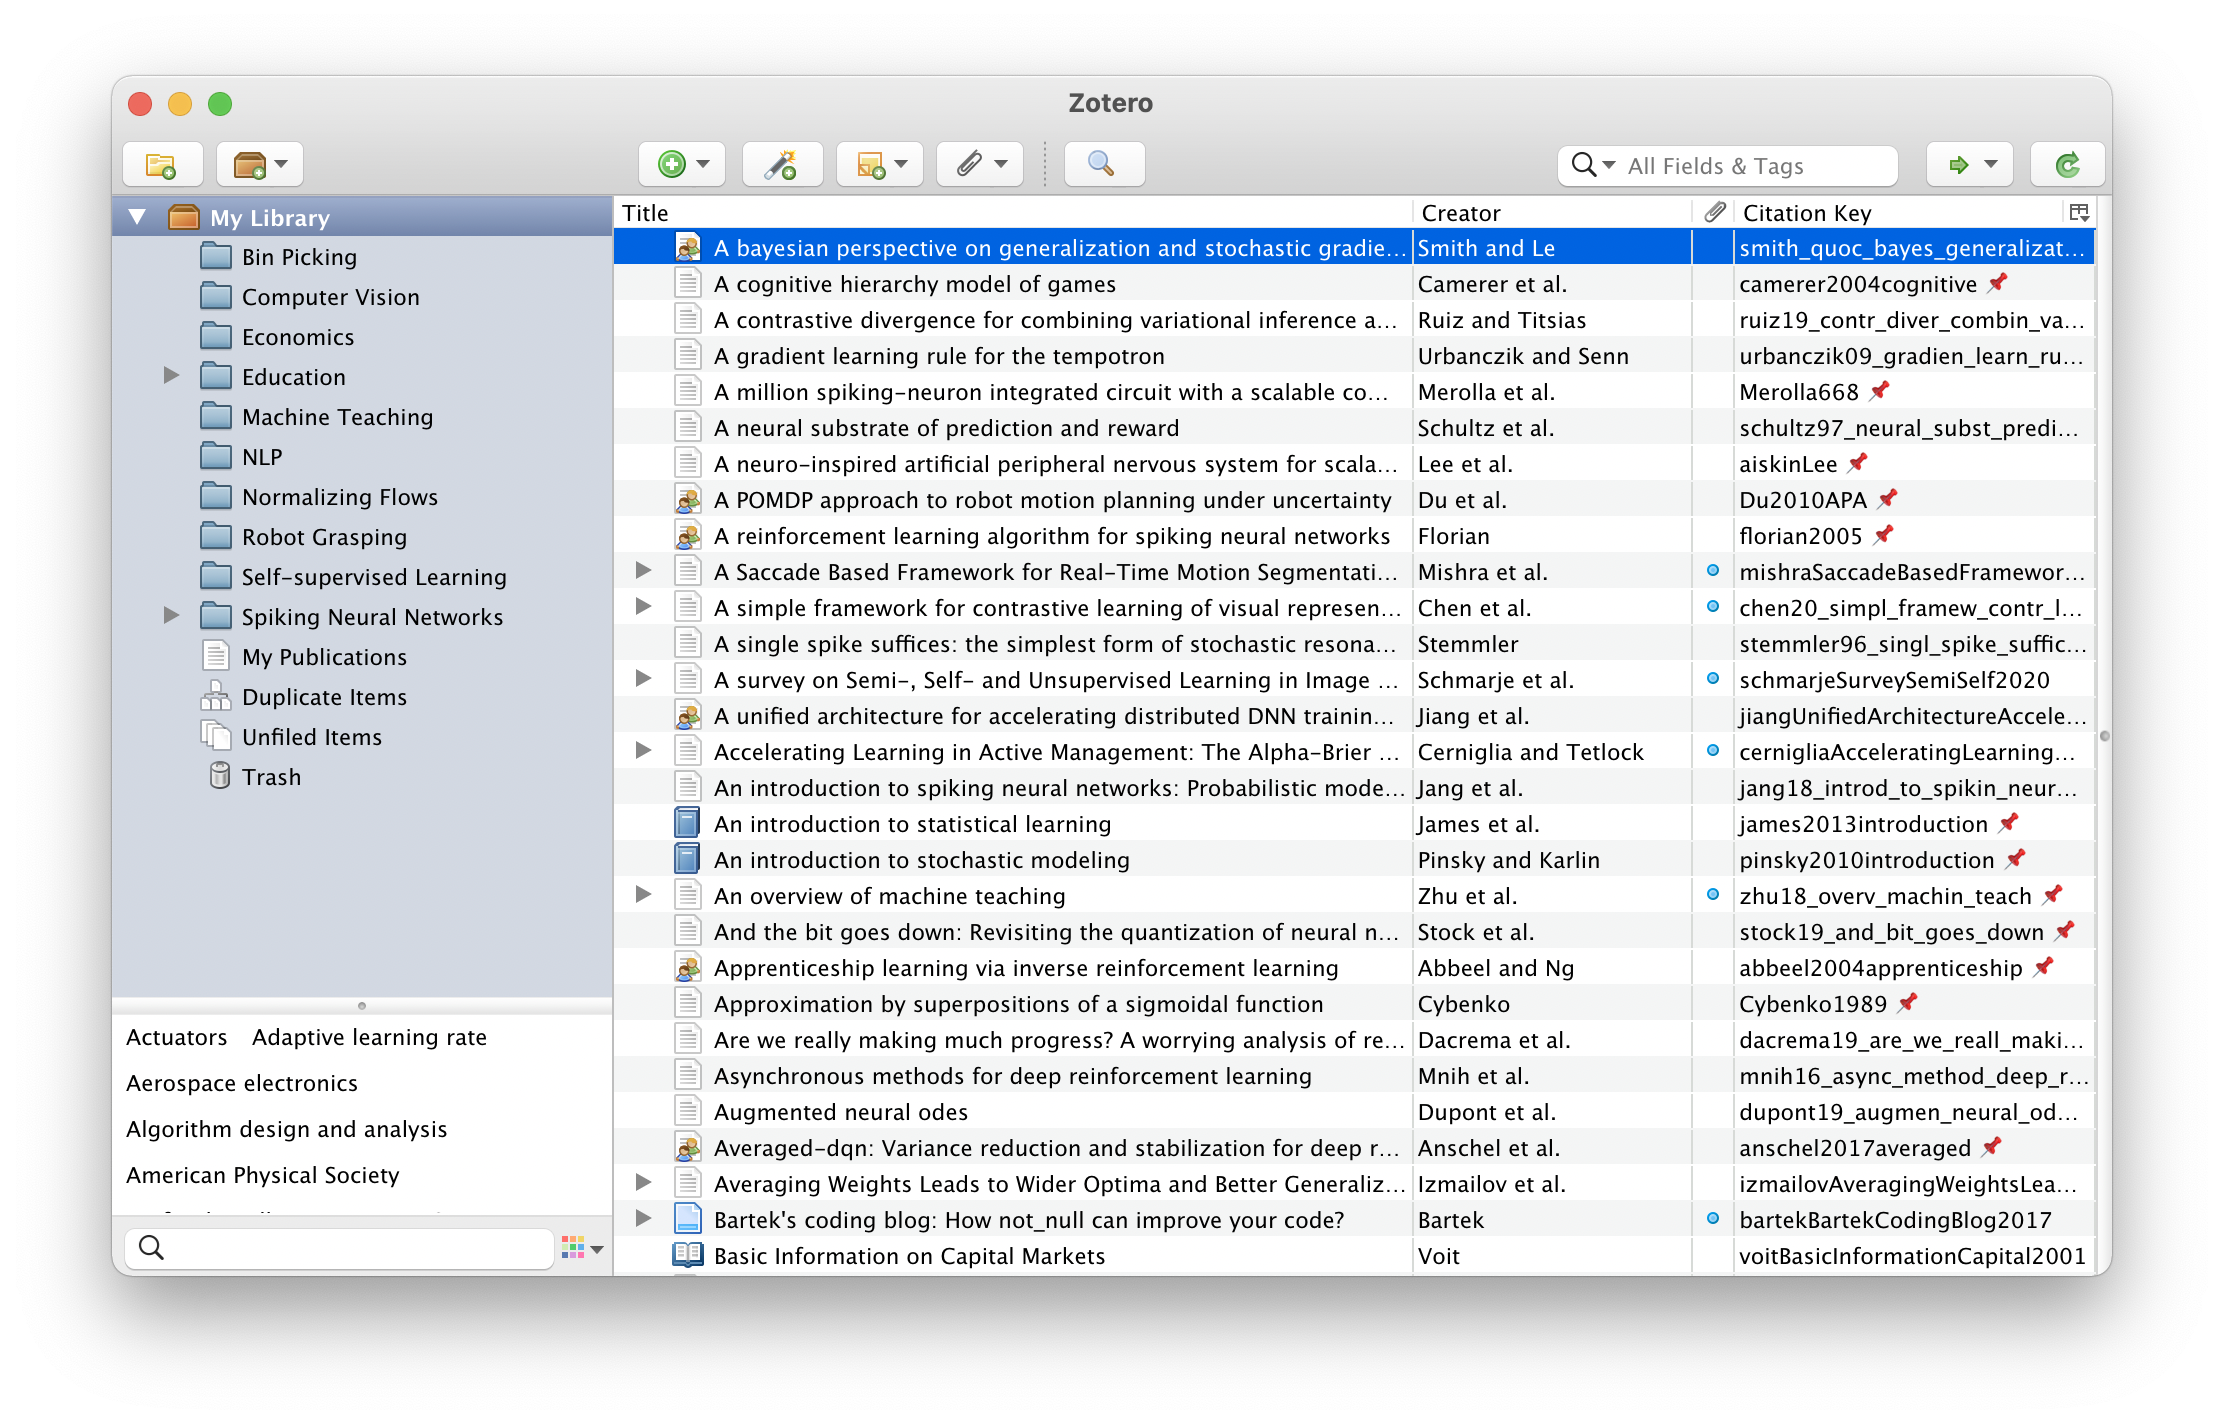 Zotero
All Fields & Tags
My Library
Bin Picking
Computer Vision
Economics
Education
Machine Teaching
NLP
Normalizing Flows
Robot Grasping
Self-supervised Learning
Spiking Neural Networks
My Publications
Duplicate Items
Unfiled Items
Trash
Actuators Adaptive learning rate
Aerospace electronics
Algorithm design and analysis
American Physical Society
Title Creator Citation Key
A bayesian perspective on generalization and stochastic gradie... Smith and Le smith_quoc_bayes_generalizat...
A cognitive hierarchy model of games Camerer et al. camerer2004cognitive
A contrastive divergence for combining variational inference a... Ruiz and Titsias ruiz19_contr_diver_combin_va...
A gradient learning rule for the tempotron Urbanczik and Senn urbanczik09_gradien_learn_ru...
A million spiking-neuron integrated circuit with a scalable co... Merolla et al. Merolla668
A neural substrate of prediction and reward Schultz et al. schultz97_neural_subst_predi...
A neuro-inspired artificial peripheral nervous system for scala... Lee et al. aiskinLee
A POMDP approach to robot motion planning under uncertainty Du et al. Du2010APA
A reinforcement learning algorithm for spiking neural networks Florian florian2005
A Saccade Based Framework for Real-Time Motion Segmentati... Mishra et al. mishraSaccadeBasedFramewor...
A simple framework for contrastive learning of visual represen... Chen et al. chen20_simpl_framew_contr_l...
A single spike suffices: the simplest form of stochastic resona... Stemmler stemmler96_singl_spike_suffic...
A survey on Semi-, Self- and Unsupervised Learning in Image ... Schmarje et al. schmarjeSurveySemiSelf2020
A unified architecture for accelerating distributed DNN trainin... Jiang et al. jiangUnifiedArchitectureAccele...
Accelerating Learning in Active Management: The Alpha-Brier ... Cerniglia and Tetlock cernigliaAcceleratingLearning...
An introduction to spiking neural networks: Probabilistic mode... Jang et al. jang18_introd_to_spikin_neur...
An introduction to statistical learning James et al. james2013introduction
An introduction to stochastic modeling Pinsky and Karlin pinsky2010introduction
An overview of machine teaching Zhu et al. zhu18_overv_machin_teach
And the bit goes down: Revisiting the quantization of neural n... Stock et al. stock19_and_bit_goes_down
Apprenticeship learning via inverse reinforcement learning Abbeel and Ng abbeel2004apprenticeship
Approximation by superpositions of a sigmoidal function Cybenko Cybenko1989
Are we really making much progress? A worrying analysis of re... Dacrema et al. dacrema19_are_we_reall_maki...
Asynchronous methods for deep reinforcement learning Mnih et al. mnih16_async_method_deep_r...
Augmented neural odes Dupont et al. dupont19_augmen_neural_od...
Averaged-dqn: Variance reduction and stabilization for deep r... Anschel et al. anschel2017averaged
Averaging Weights Leads to Wider Optima and Better Generaliz... Izmailov et al. izmailovAveragingWeightsLea...
Bartek's coding blog: How not_null can improve your code? Bartek bartekBartekCodingBlog2017
Basic Information on Capital Markets Voit voitBasicInformationCapital2001